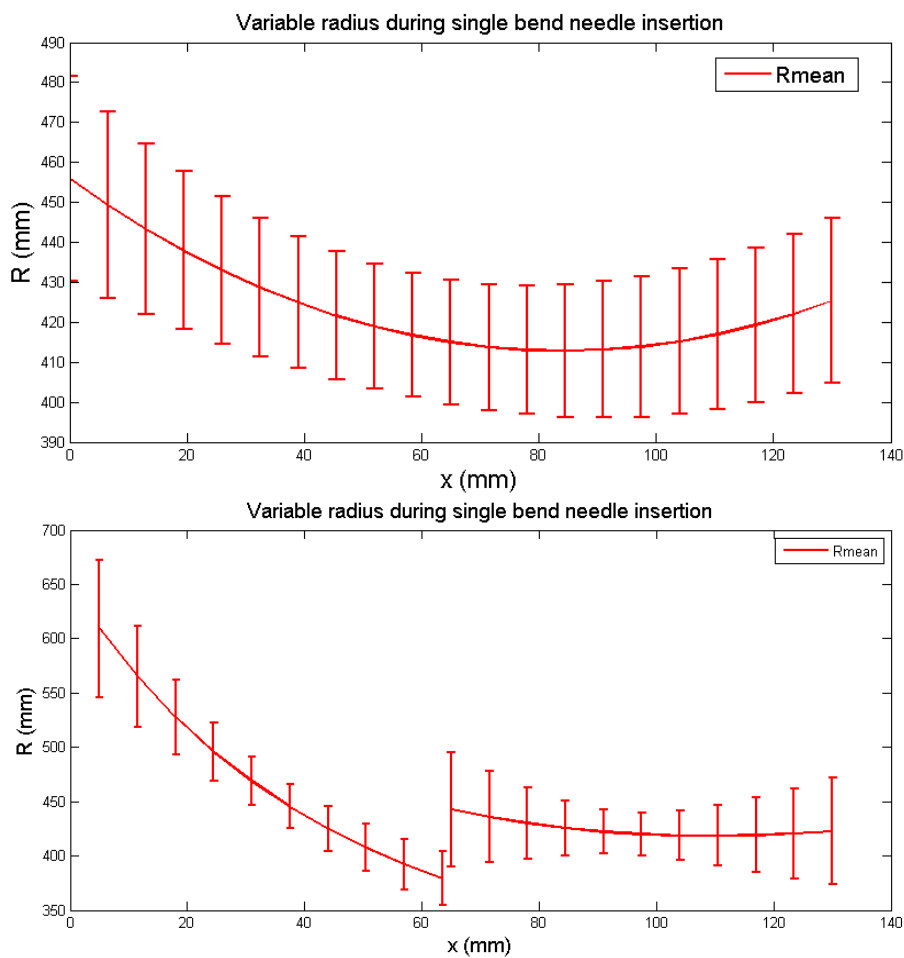 Variable radius during single bend needle insertion
490
480
470
460
450
440
430
420
410
400
390
R (mm)
Rmean
0 20 40 60 80 100 120 140
x (mm)
Variable radius during single bend needle insertion
700
650
600
550
500
450
400
350
R (mm)
Rmean
0 20 40 60 80 100 120 140
x (mm)